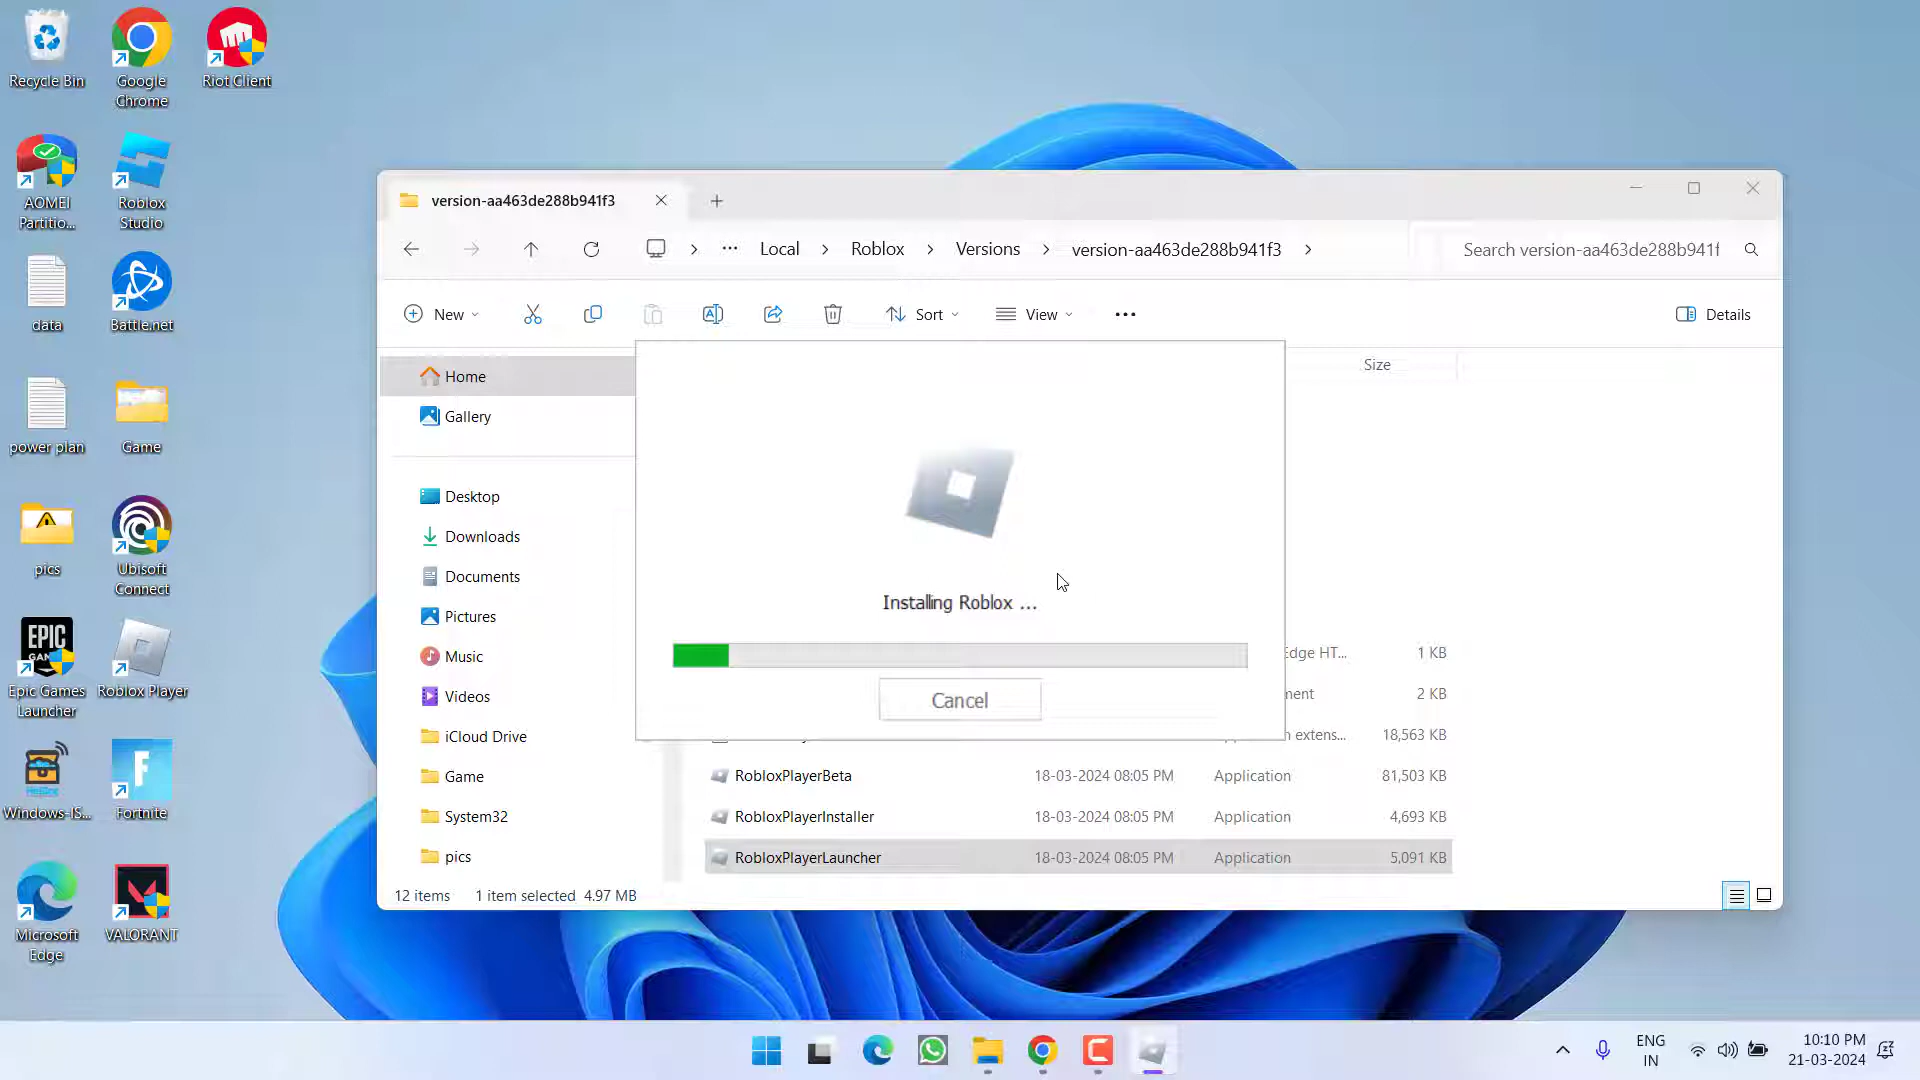 Recycle Bin
Google
Chrome
Riot Client
AOMEI
Partitio...
Roblox
Studio
data
Battle.net
power plan
Game
pics
Ubisoft
Connect
EPIC
Epic Games
Launcher
Roblox Player
Windows-IS...
Fortnite
Microsoft
Edge
VALORANT
version-aa463de288b941f3
Local
Roblox
Versions
version-aa463de288b941f3
Search version-aa463de288b941f
New
Sort
View
Details
Home
Gallery
Desktop
Downloads
Documents
Pictures
Music
Videos
iCloud Drive
Game
System32
pics
Size
Installing Roblox ...
Cancel
Edge HT... 1 KB
ment 2 KB
n extens... 18,563 KB
RobloxPlayerBeta 18-03-2024 08:05 PM Application 81,503 KB
RobloxPlayerInstaller 18-03-2024 08:05 PM Application 4,693 KB
RobloxPlayerLauncher 18-03-2024 08:05 PM Application 5,091 KB
12 items 1 item selected 4.97 MB
ENG
IN
10:10 PM
21-03-2024